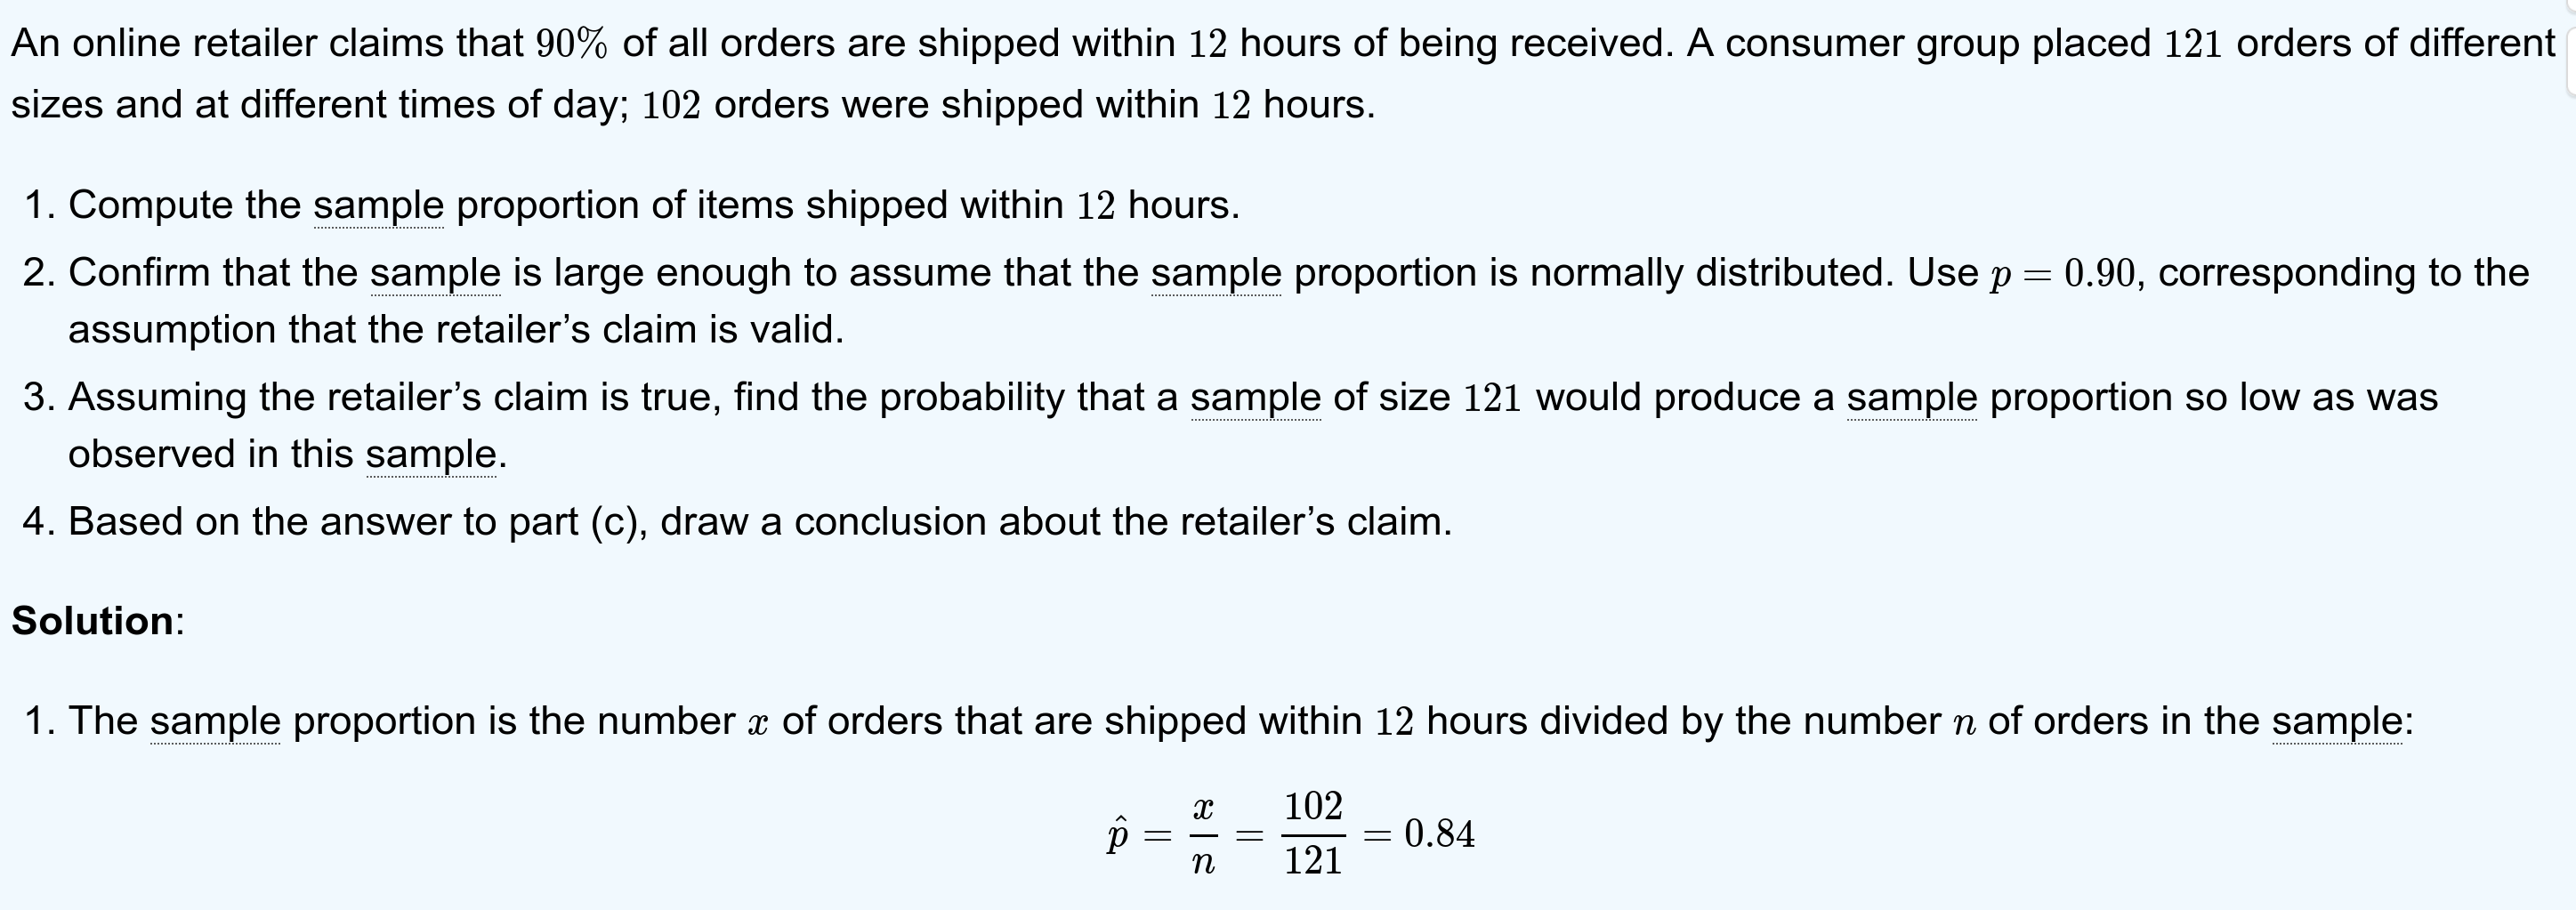 An online retailer claims that 90% of all orders are shipped within 12 hours of being received. A consumer group placed 121 orders of different
sizes and at different times of day; 102 orders were shipped within 12 hours.
1. Compute the sample proportion of items shipped within 12 hours.
2. Confirm that the sample is large enough to assume that the sample proportion is normally distributed. Use p = 0.90, corresponding to the
assumption that the retailer’s claim is valid.
3. Assuming the retailer’s claim is true, find the probability that a sample of size 121 would produce a sample proportion so low as was
observed in this sample.
4. Based on the answer to part (c), draw a conclusion about the retailer’s claim.
Solution:
1. The sample proportion is the number x of orders that are shipped within 12 hours divided by the number n of orders in the sample:
p̂ = x/n = 102/121 = 0.84